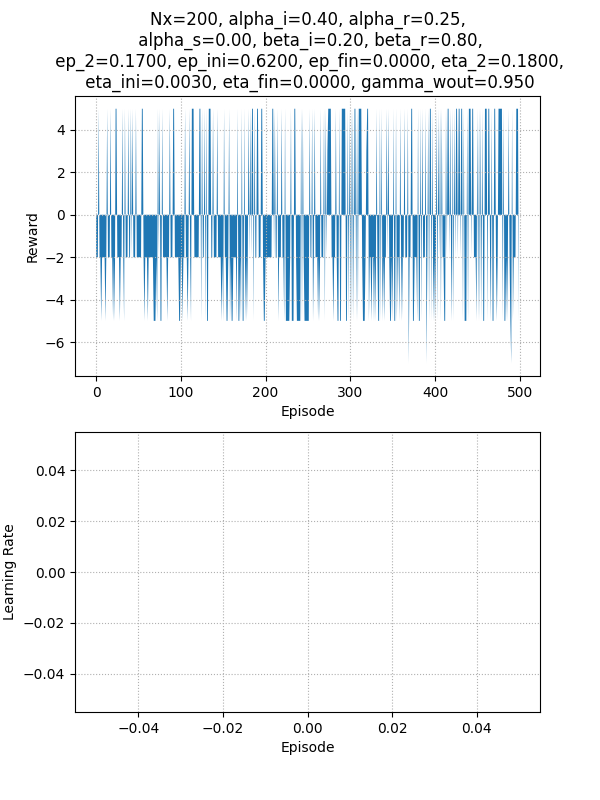 Nx=200, alpha_i=0.40, alpha_r=0.25,
alpha_s=0.00, beta_i=0.20, beta_r=0.80,
ep_2=0.1700, ep_ini=0.6200, ep_fin=0.0000, eta_2=0.1800,
eta_ini=0.0030, eta_fin=0.0000, gamma_wout=0.950
4
2
0
−2
−4
−6
Reward
0 100 200 300 400 500
Episode
0.04
0.02
0.00
−0.02
−0.04
Learning Rate
−0.04 −0.02 0.00 0.02 0.04
Episode